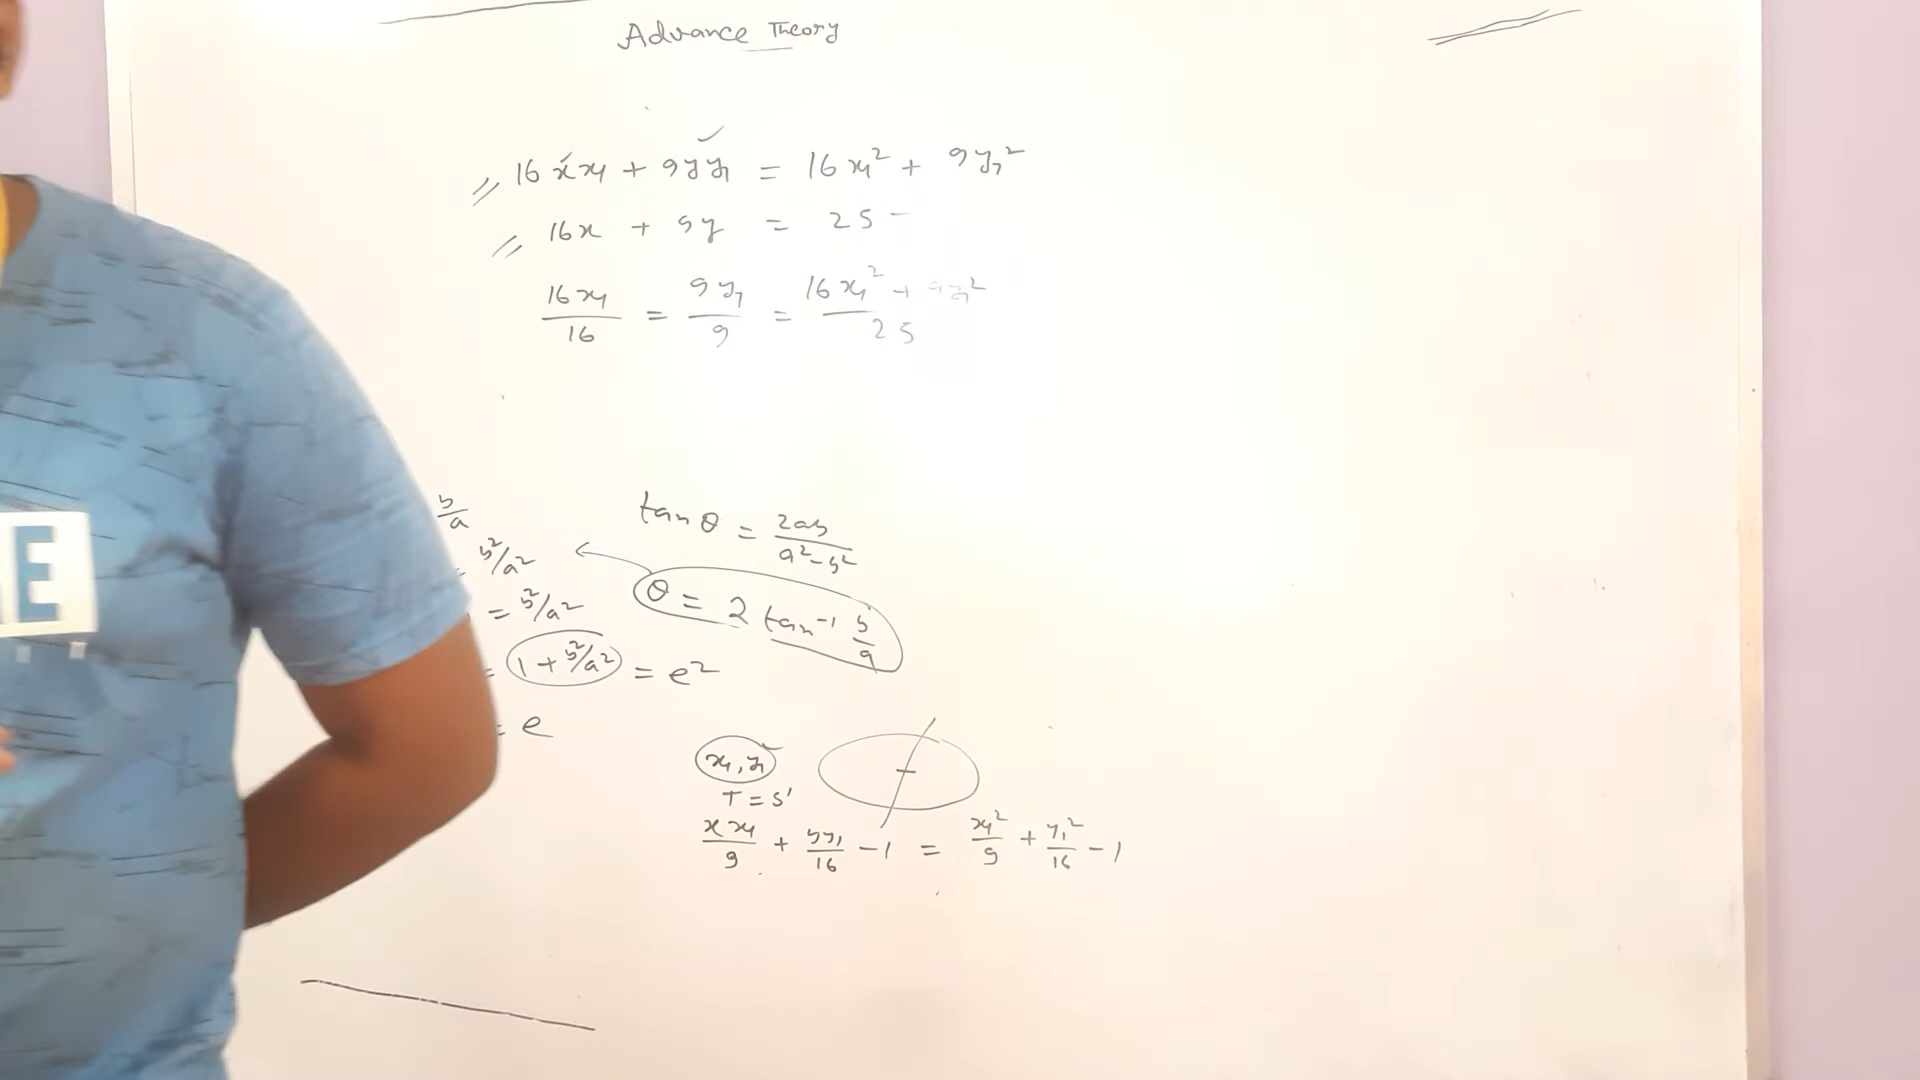 Advance Theory
16xx₁ + 9yy₁ = 16x₁² + 9y₁²
16x + 9y = 25
16x₁/16 = 9y₁/9 = 16x₁² + 9y₁²/25
b/a
tan θ = 2ab/a²-b²
b²/a²
θ = 2 tan⁻¹ b/a
= b²/a²
= 1 + b²/a² = e²
= e
x₁, y₁
T = S'
xx₁/9 + yy₁/16 - 1 = x₁²/9 + y₁²/16 - 1
E